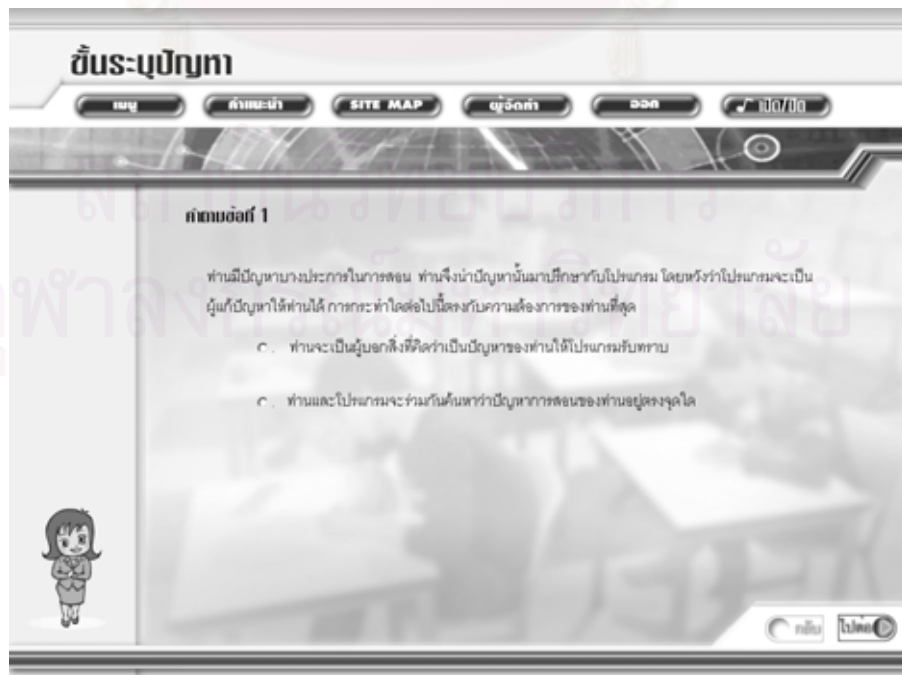 ขั้นระบุปัญหา
เมนู คำแนะนำ SITE MAP ผู้จัดทำ ออก เปิด/ปิด
คำถามข้อที่ 1
ท่านมีปัญหาบางประการในการสอน ท่านจึงนำปัญหานั้นมาปรึกษากับโปรแกรม โดยหวังว่าโปรแกรมจะเป็น
ผู้แก้ปัญหาให้ท่านได้ การกระทำใดต่อไปนี้ตรงกับความต้องการของท่านที่สุด
ท่านจะเป็นผู้บอกสิ่งที่คิดว่าเป็นปัญหาของท่านให้โปรแกรมรับทราบ
ท่านและโปรแกรมจะร่วมกันค้นหาว่าปัญหาการสอนของท่านอยู่ตรงจุดใด
กลับ ไปต่อ